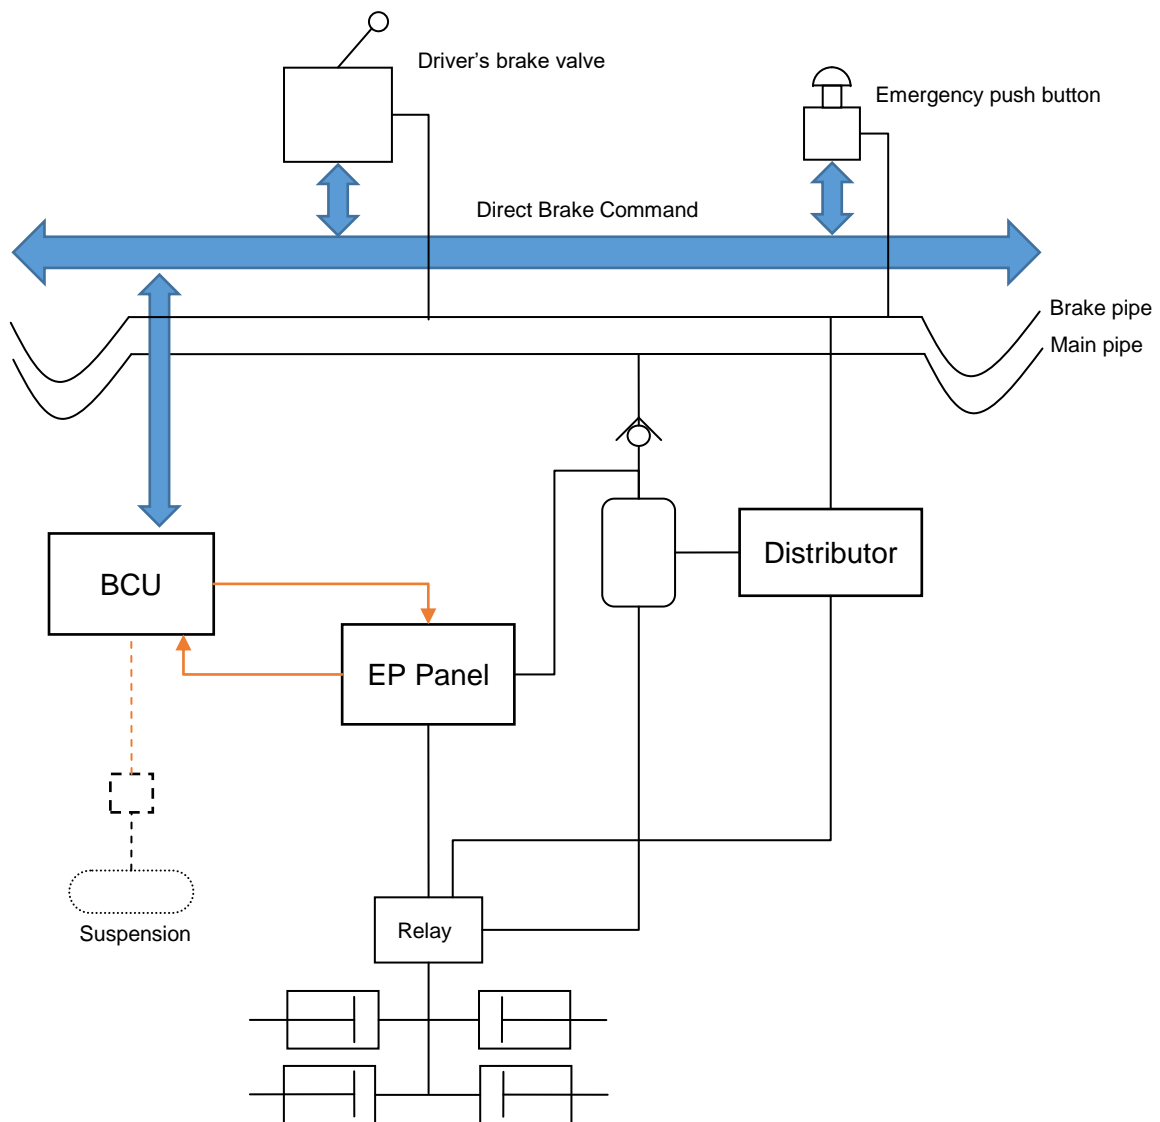 Driver’s brake valve
Emergency push button
Direct Brake Command
Brake pipe
Main pipe
Distributor
BCU
EP Panel
Relay
Suspension